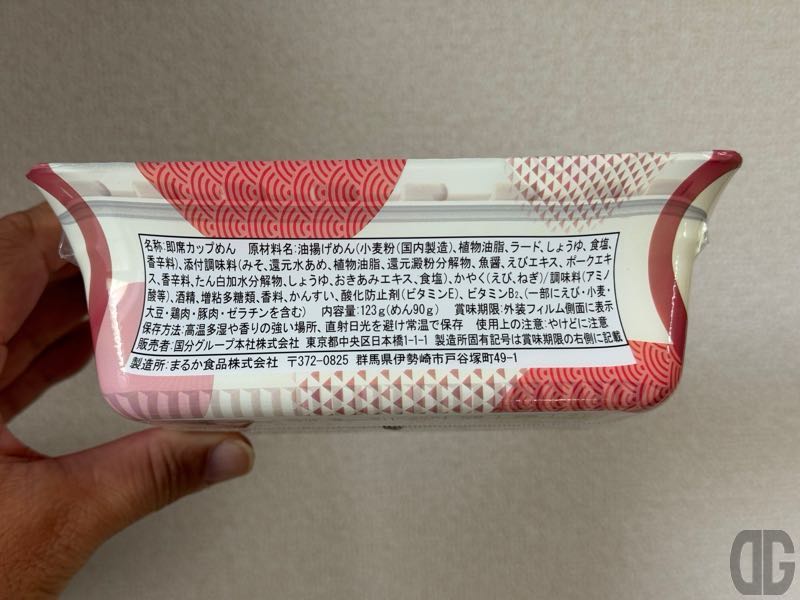 名称:即席カップめん 原材料名:油揚げめん(小麦粉(国内製造)、植物油脂、ラード、しょうゆ、食塩、
香辛料)、添付調味料(みそ、還元水あめ、植物油脂、還元澱粉分解物、魚醤、えびエキス、ポークエキ
ス、香辛料、たん白加水分解物、しょうゆ、おきあみエキス、食塩)、かやく(えび、ねぎ)/調味料(アミノ
酸等)、酒精、増粘多糖類、香料、かんすい、酸化防止剤(ビタミンE)、ビタミンB₂、(一部にえび・小麦・
大豆・鶏肉・豚肉・ゼラチンを含む) 内容量:123g(めん90g) 賞味期限:外装フィルム側面に表示
保存方法:高温多湿や香りの強い場所、直射日光を避け常温で保存 使用上の注意:やけどに注意
販売者:国分グループ本社株式会社 東京都中央区日本橋1-1-1 製造所固有記号は賞味期限の右側に記載
製造所:まるか食品株式会社 〒372-0825 群馬県伊勢崎市戸谷塚町49-1
DG